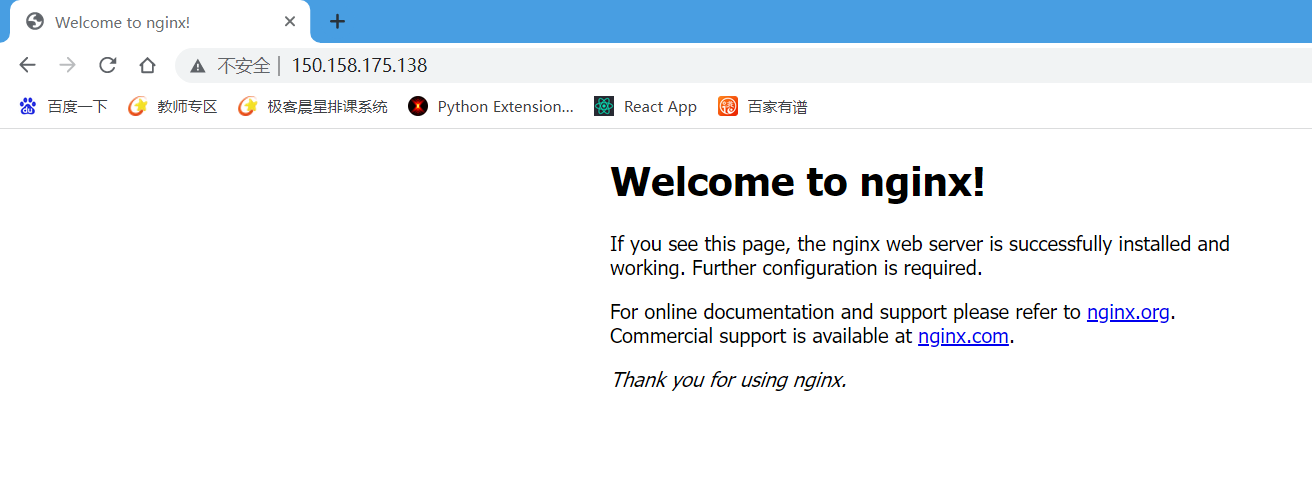 Welcome to nginx!
不安全 | 150.158.175.138
百度一下 教师专区 极客晨星排课系统 Python Extension... React App 百家有谱
Welcome to nginx!
If you see this page, the nginx web server is successfully installed and
working. Further configuration is required.
For online documentation and support please refer to nginx.org.
Commercial support is available at nginx.com.
Thank you for using nginx.